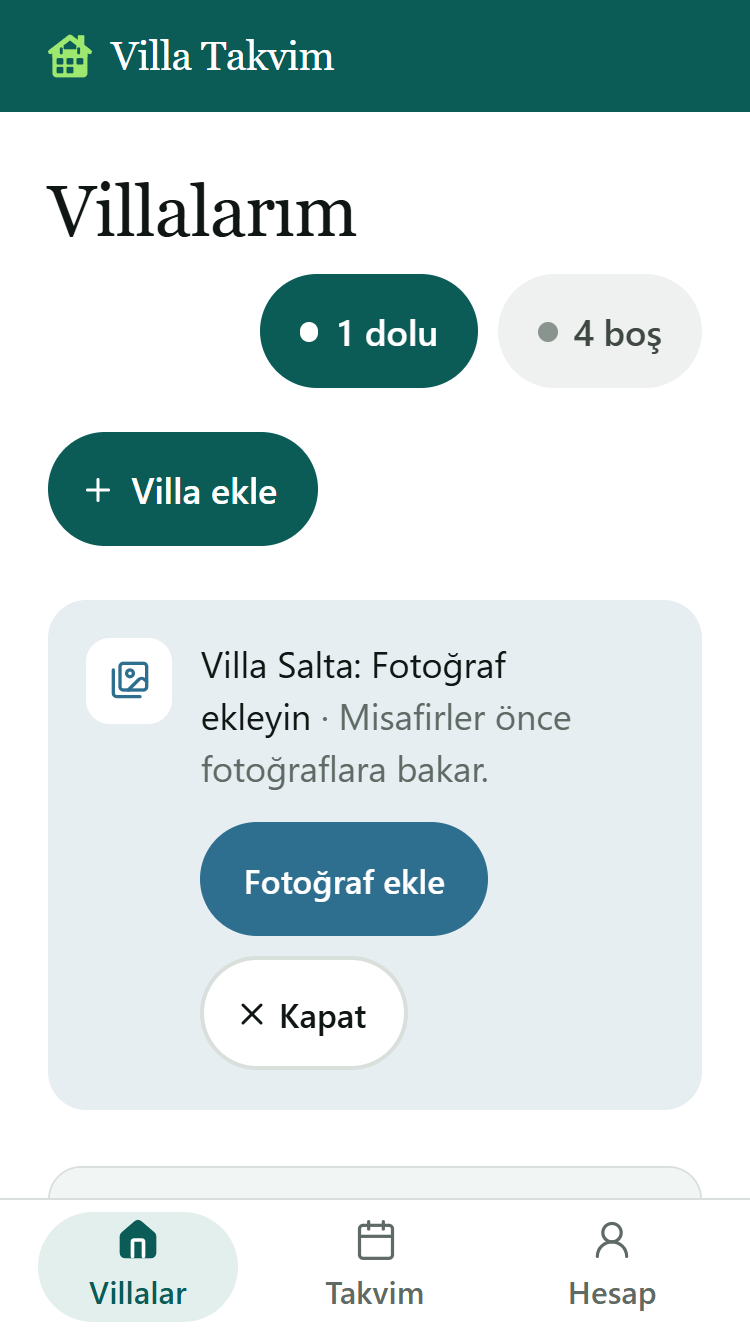 Villa Takvim
Villalarım
1 dolu
4 boş
Villa ekle
Villa Salta: Fotoğraf
ekleyin · Misafirler önce
fotoğraflara bakar.
Fotoğraf ekle
Kapat
Villalar
Takvim
Hesap